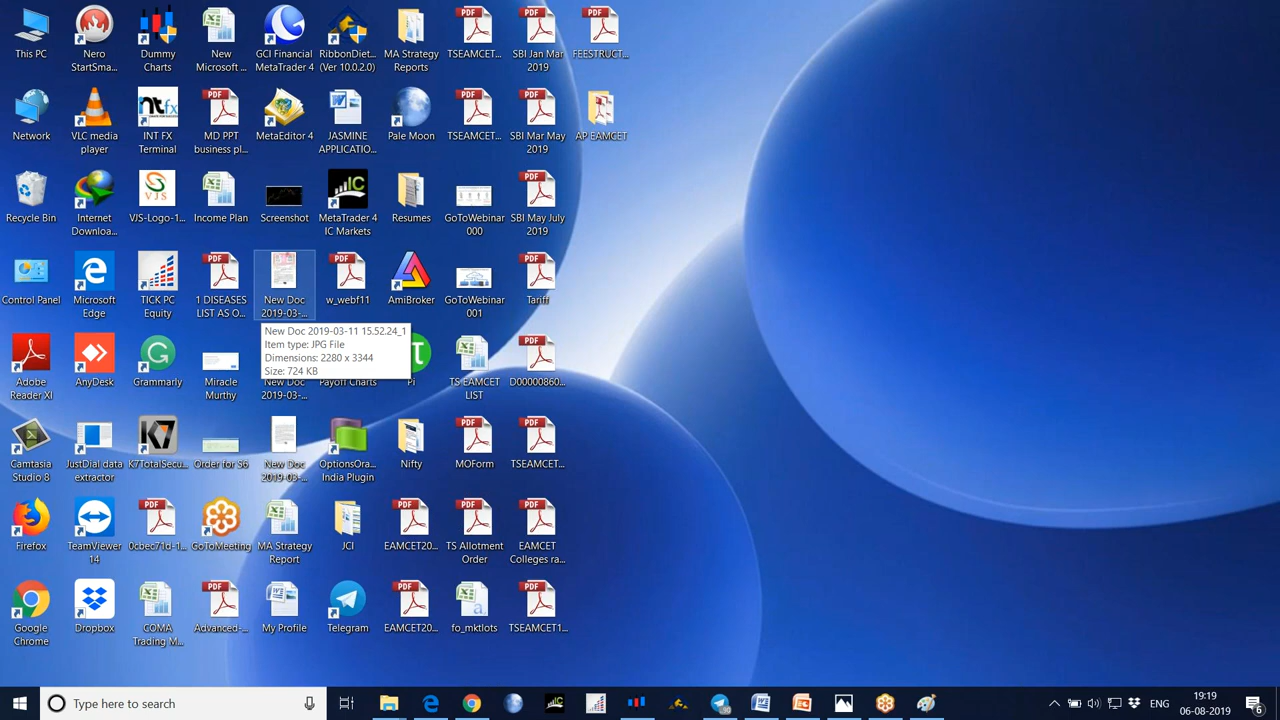 This PC
Nero
StartSma...
Dummy
Charts
New
Microsoft ...
GCI Financial
MetaTrader 4
RibbonDiet...
(Ver 10.0.2.0)
MA Strategy
Reports
TSEAMCET...
SBI Jan Mar
2019
FEESTRUCT...
Network
VLC media
player
INT FX
Terminal
MD PPT
business pl...
MetaEditor 4
JASMINE
APPLICATIO...
Pale Moon
TSEAMCET...
SBI Mar May
2019
AP EAMCET
Recycle Bin
Internet
Downloa...
VJS-Logo-1...
Income Plan
Screenshot
MetaTrader 4
IC Markets
Resumes
GoToWebinar
000
SBI May July
2019
Control Panel
Microsoft
Edge
TICK PC
Equity
1 DISEASES
LIST AS O...
New Doc
2019-03-...
w_webf11
AmiBroker
GoToWebinar
001
Tariff
New Doc 2019-03-11 15.52.24_1
Item type: JPG File
Dimensions: 2280 x 3344
Size: 724 KB
Adobe
Reader XI
AnyDesk
Grammarly
Miracle
Murthy
New Doc
2019-03-...
Payoff Charts
Pi
TS EAMCET
LIST
D00000860...
Camtasia
Studio 8
JustDial data
extractor
K7TotalSecu...
Order for S6
New Doc
2019-03-...
OptionsOra...
India Plugin
Nifty
MOForm
TSEAMCET...
Firefox
TeamViewer
14
0cbec71d-1...
GoToMeeting
MA Strategy
Report
JCI
EAMCET20...
TS Allotment
Order
EAMCET
Colleges ra...
Google
Chrome
Dropbox
COMA
Trading M...
Advanced-...
My Profile
Telegram
EAMCET20...
fo_mktlots
TSEAMCET1...
Type here to search
ENG
06-08-2019
6